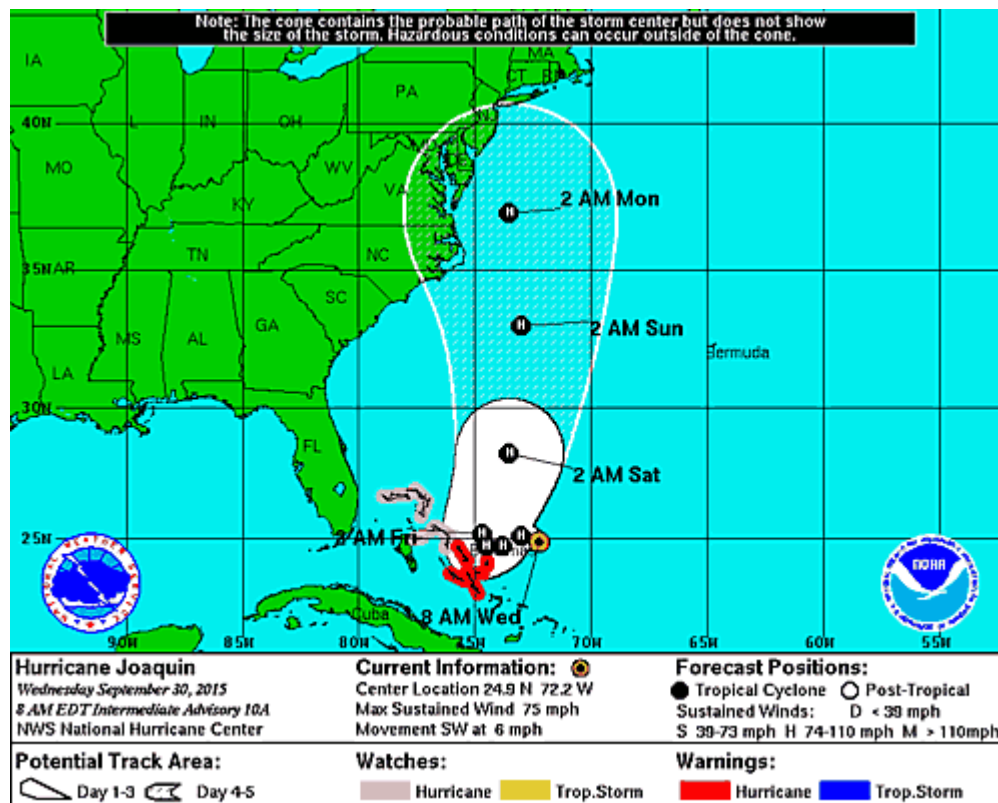 Note: The cone contains the probable path of the storm center but does not show
the size of the storm. Hazardous conditions can occur outside of the cone.
IA
MA
CT
RI
PA
NJ
40N
IL
IN
OH
MD
DE
MO
WV
VA
2 AM Mon
KY
TN
NC
35N
AR
SC
2 AM Sun
MS
AL
GA
Bermuda
LA
30N
FL
2 AM Sat
25N
2 AM Fri
8 AM Wed
Cuba
NATIONAL WEATHER SERVICE
NOAA
90W 85W 80W 75W 70W 65W 60W 55W
Hurricane Joaquin
Wednesday September 30, 2015
8 AM EDT Intermediate Advisory 10A
NWS National Hurricane Center
Current Information:
Center Location 24.9 N 72.2 W
Max Sustained Wind 75 mph
Movement SW at 6 mph
Forecast Positions:
Tropical Cyclone Post-Tropical
Sustained Winds: D < 39 mph
S 39-73 mph H 74-110 mph M > 110mph
Potential Track Area:
Day 1-3 Day 4-5
Watches:
Hurricane Trop.Storm
Warnings:
Hurricane Trop.Storm